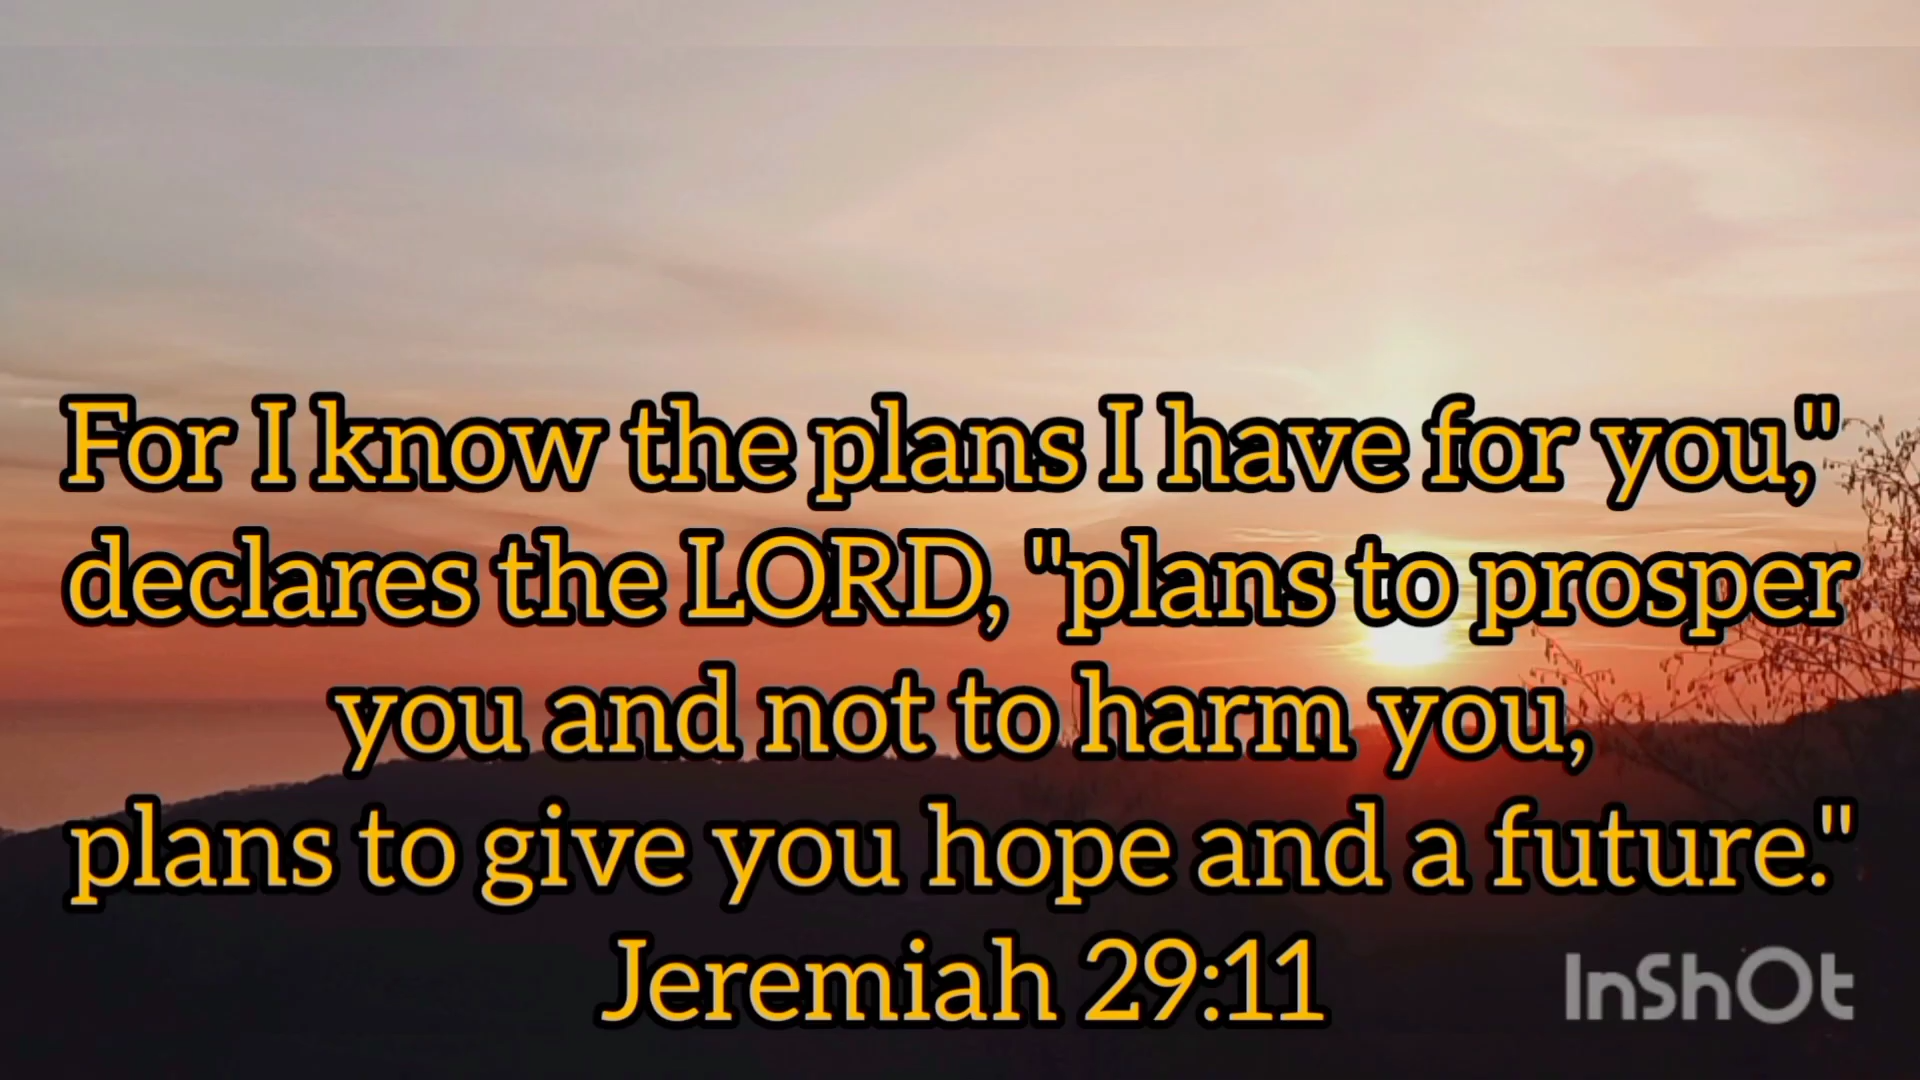 For I know the plans I have for you,"
declares the LORD, "plans to prosper
you and not to harm you,
plans to give you hope and a future."
Jeremiah 29:11
InShOt